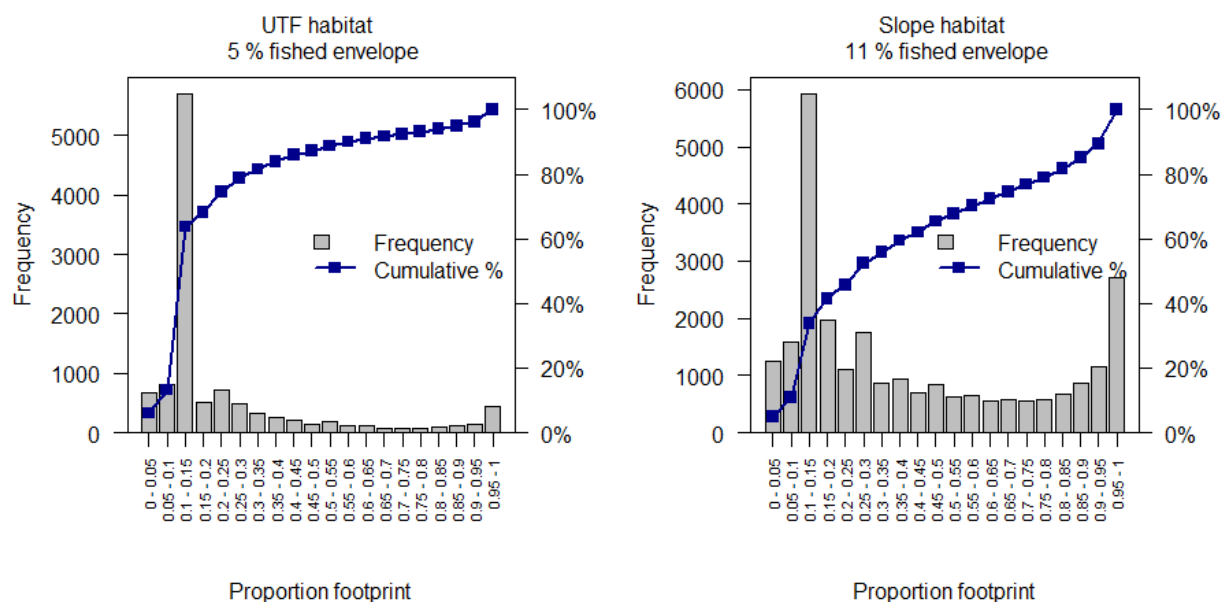 UTF habitat
5 % fished envelope
Frequency
5000
4000
3000
2000
1000
0
100%
80%
60%
40%
20%
0%
Frequency
Cumulative %
0 - 0.05
0.05 - 0.1
0.1 - 0.15
0.15 - 0.2
0.2 - 0.25
0.25 - 0.3
0.3 - 0.35
0.35 - 0.4
0.4 - 0.45
0.45 - 0.5
0.5 - 0.55
0.55 - 0.6
0.6 - 0.65
0.65 - 0.7
0.7 - 0.75
0.75 - 0.8
0.8 - 0.85
0.85 - 0.9
0.9 - 0.95
0.95 - 1
Proportion footprint
Slope habitat
11 % fished envelope
Frequency
6000
5000
4000
3000
2000
1000
0
100%
80%
60%
40%
20%
0%
Frequency
Cumulative %
0 - 0.05
0.05 - 0.1
0.1 - 0.15
0.15 - 0.2
0.2 - 0.25
0.25 - 0.3
0.3 - 0.35
0.35 - 0.4
0.4 - 0.45
0.45 - 0.5
0.5 - 0.55
0.55 - 0.6
0.6 - 0.65
0.65 - 0.7
0.7 - 0.75
0.75 - 0.8
0.8 - 0.85
0.85 - 0.9
0.9 - 0.95
0.95 - 1
Proportion footprint